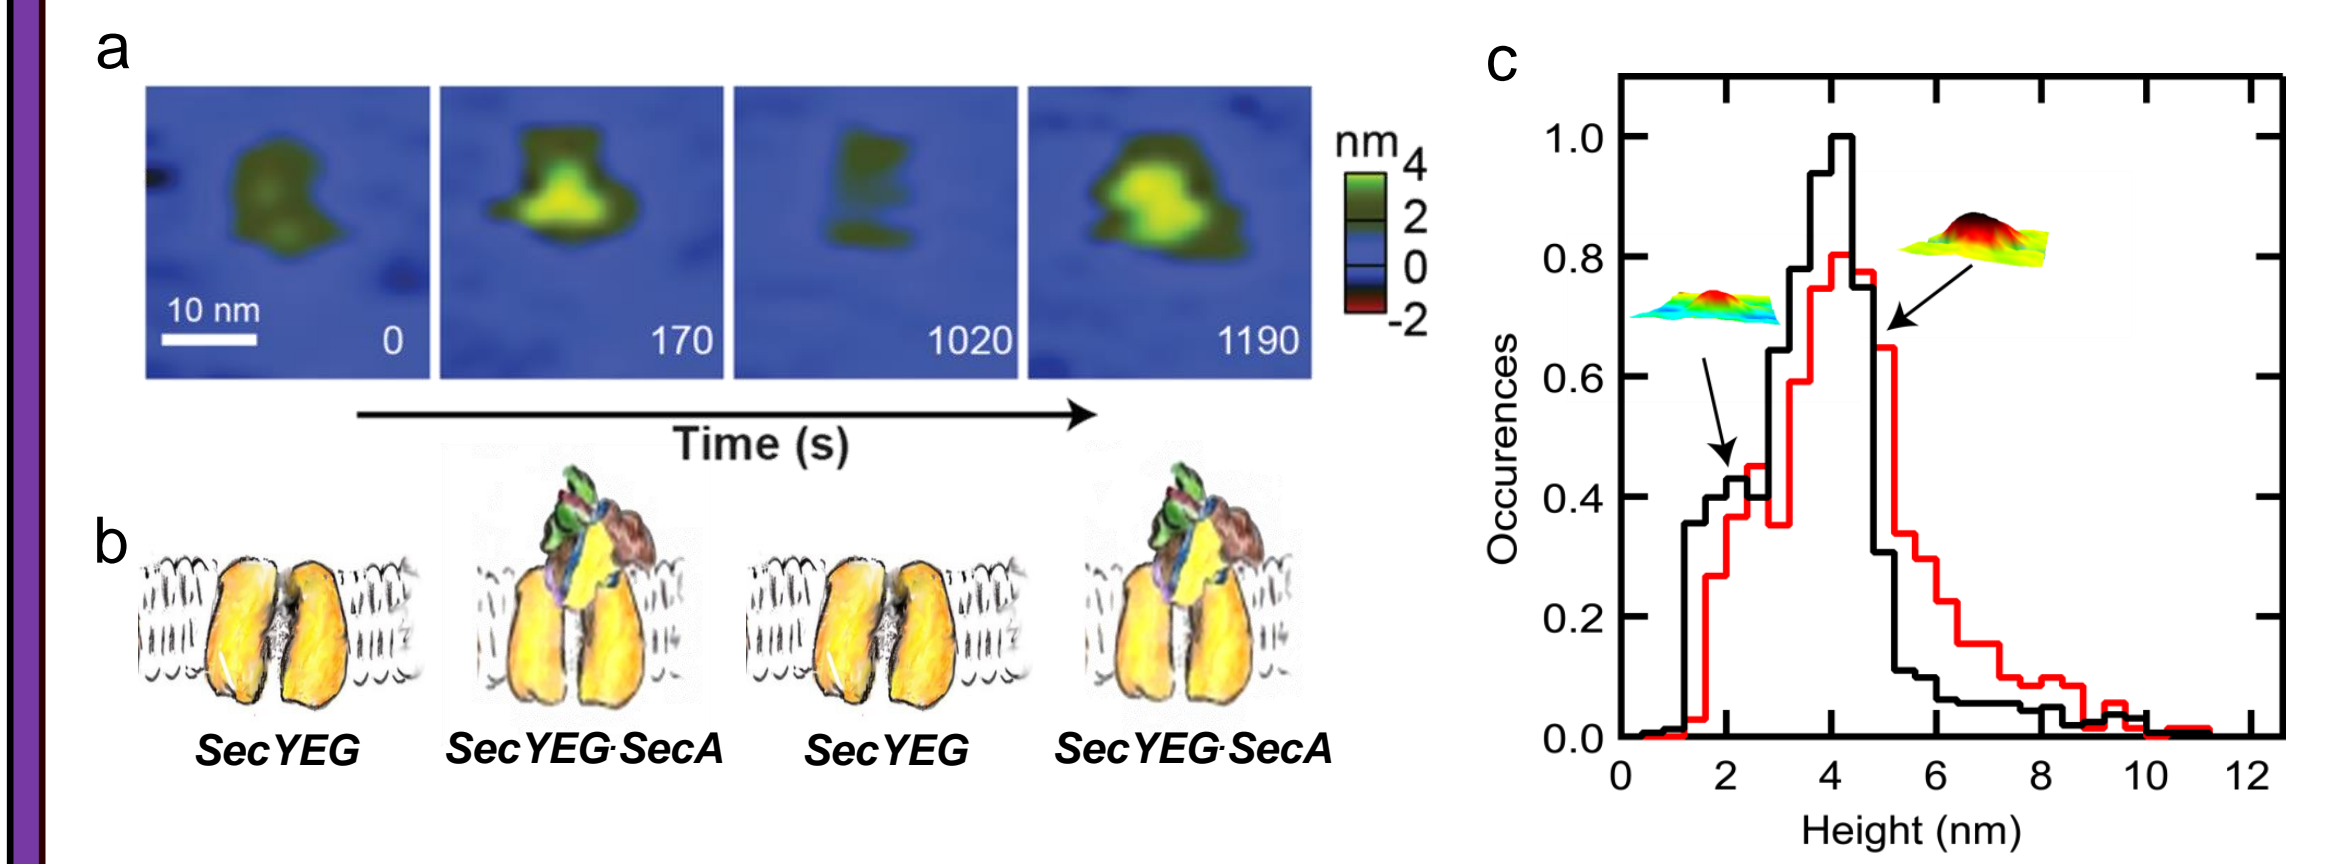 a
10 nm
0
170
1020
1190
nm
4
2
0
-2
Time (s)
b
SecYEG
SecYEG·SecA
SecYEG
SecYEG·SecA
c
1.0
0.8
0.6
0.4
0.2
0.0
Occurrences
0 2 4 6 8 10 12
Height (nm)